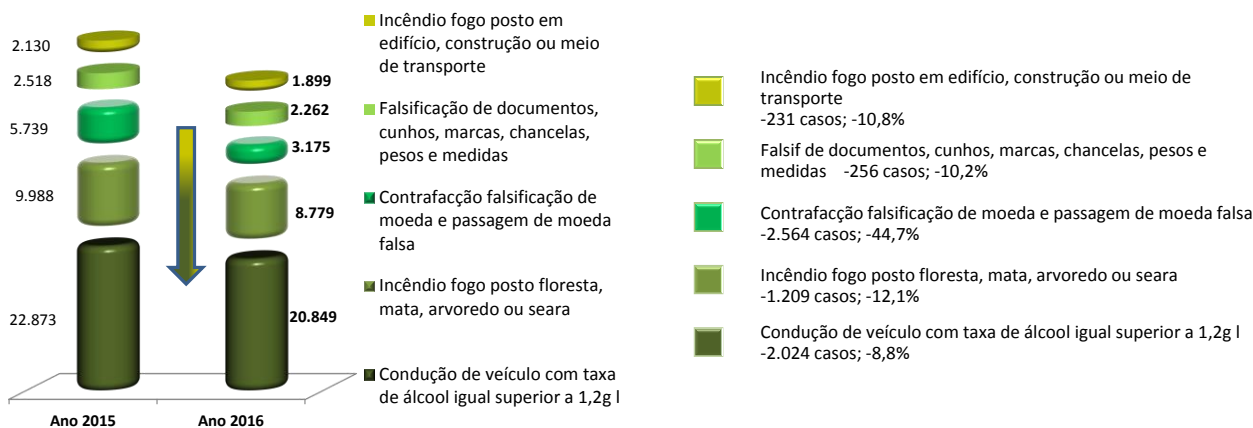 2.130
2.518
5.739
9.988
22.873
1.899
2.262
3.175
8.779
20.849
Ano 2015
Ano 2016
Incêndio fogo posto em
edifício, construção ou meio
de transporte
Falsificação de documentos,
cunhos, marcas, chancelas,
pesos e medidas
Contrafacção falsificação de
moeda e passagem de moeda
falsa
Incêndio fogo posto floresta,
mata, arvoredo ou seara
Condução de veículo com taxa
de álcool igual superior a 1,2g l
Incêndio fogo posto em edifício, construção ou meio de
transporte
-231 casos; -10,8%
Falsif de documentos, cunhos, marcas, chancelas, pesos e
medidas -256 casos; -10,2%
Contrafacção falsificação de moeda e passagem de moeda falsa
-2.564 casos; -44,7%
Incêndio fogo posto floresta, mata, arvoredo ou seara
-1.209 casos; -12,1%
Condução de veículo com taxa de álcool igual superior a 1,2g l
-2.024 casos; -8,8%